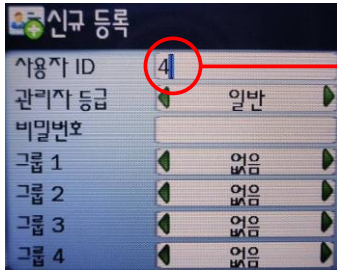 신규 등록
사용자 ID 4
관리자 등급 일반
비밀번호
그룹 1 없음
그룹 2 없음
그룹 3 없음
그룹 4 없음